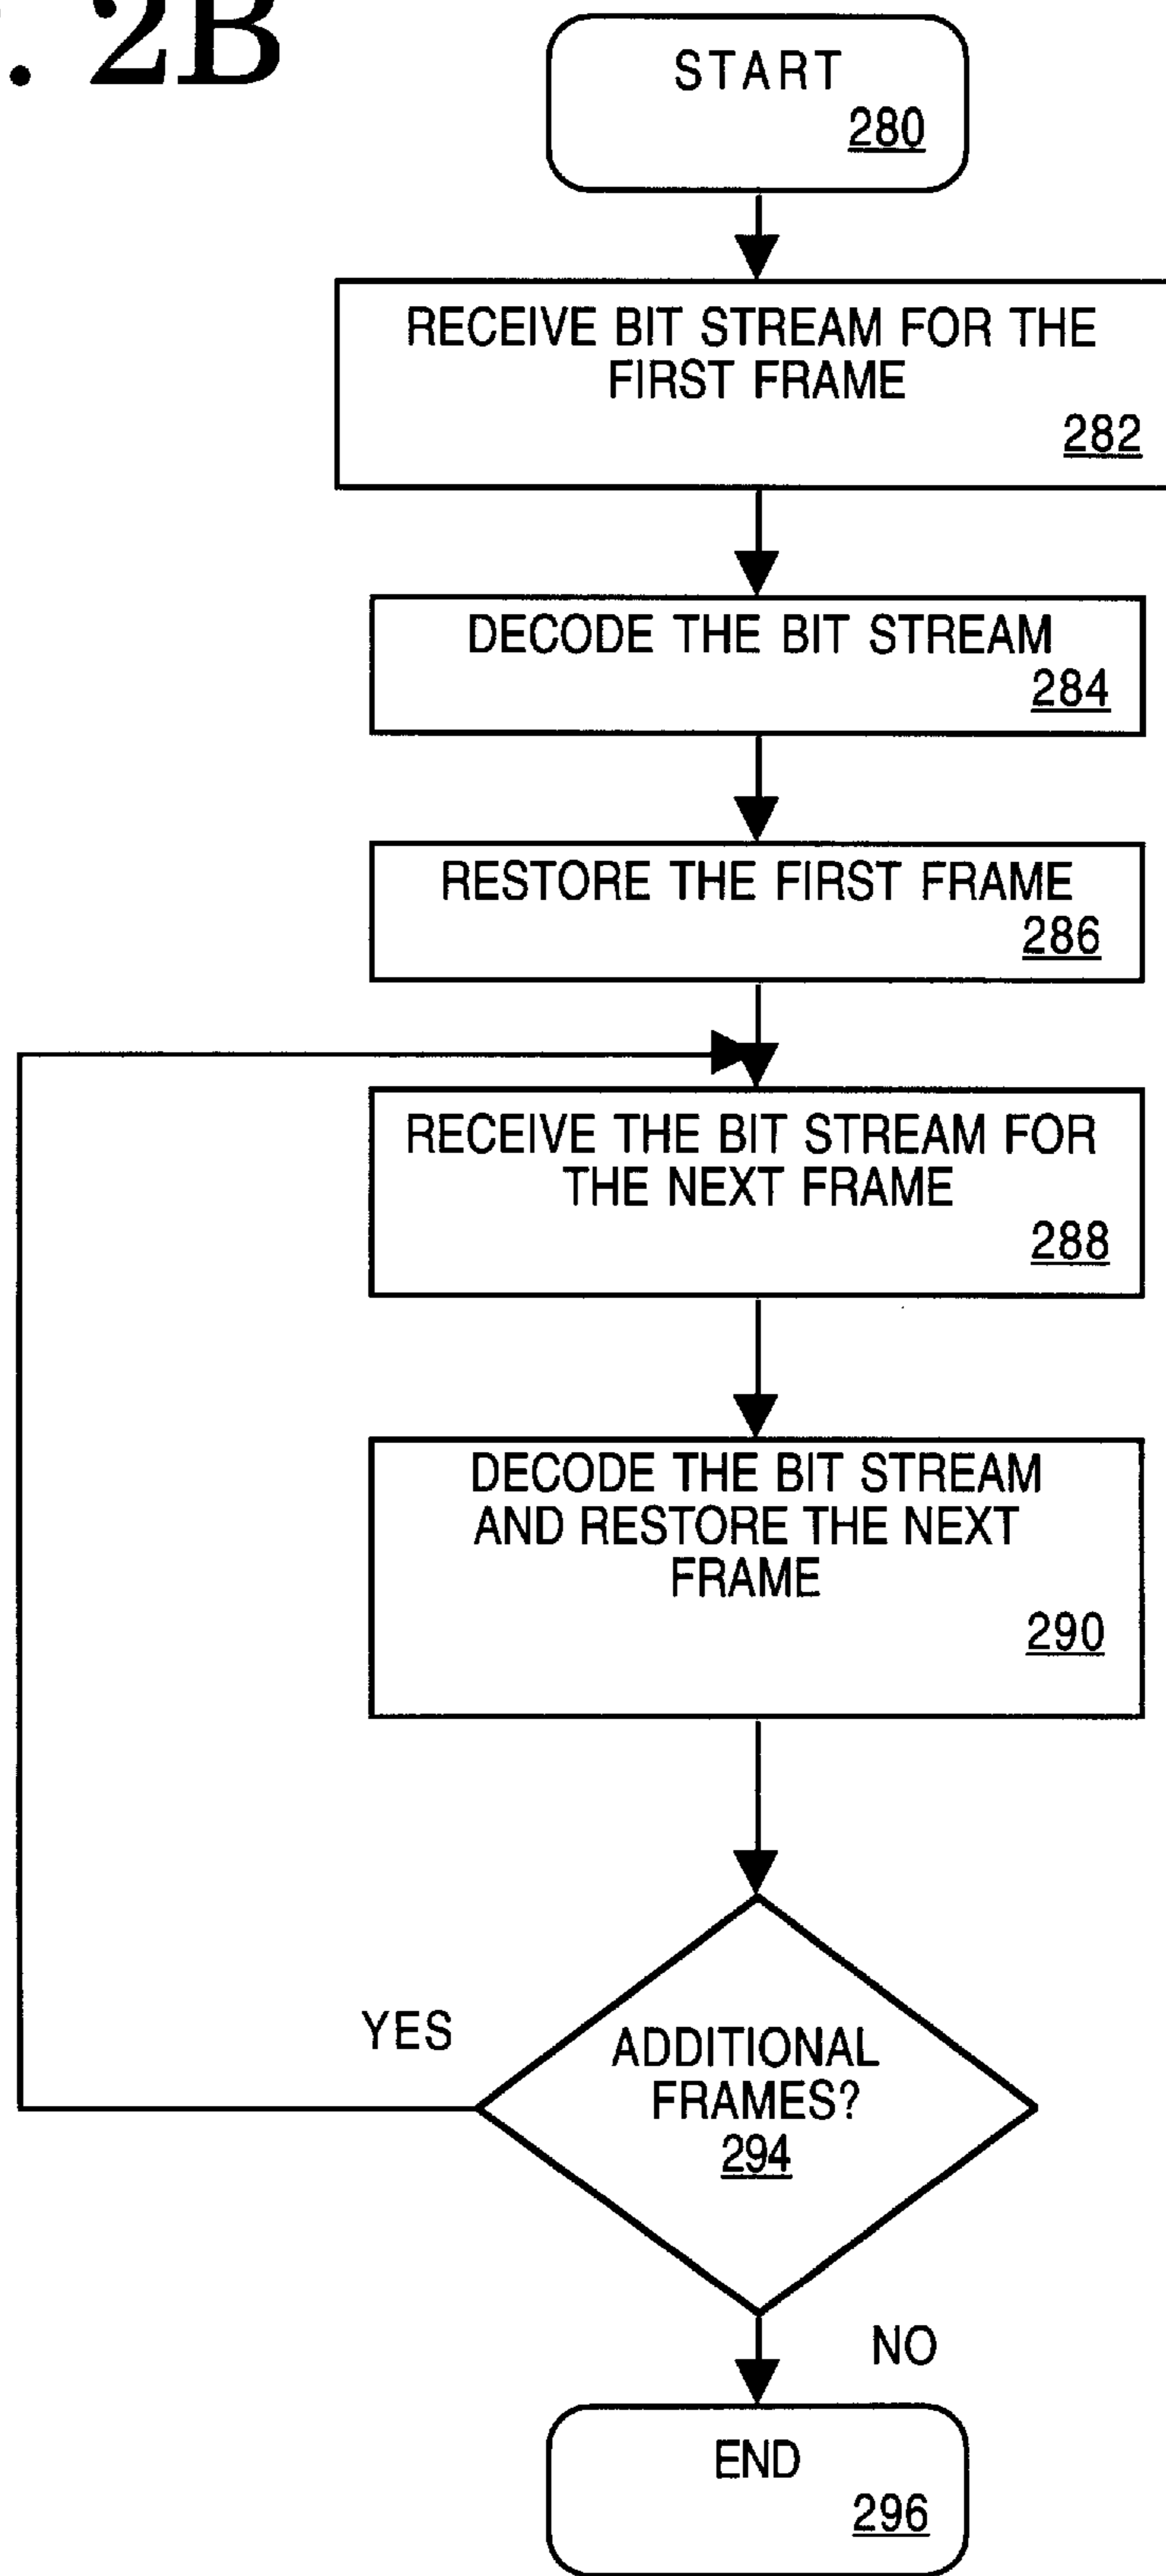 . 2B
START
280
RECEIVE BIT STREAM FOR THE
FIRST FRAME
282
DECODE THE BIT STREAM
284
RESTORE THE FIRST FRAME
286
RECEIVE THE BIT STREAM FOR
THE NEXT FRAME
288
DECODE THE BIT STREAM
AND RESTORE THE NEXT
FRAME
290
YES
ADDITIONAL
FRAMES?
294
NO
END
296